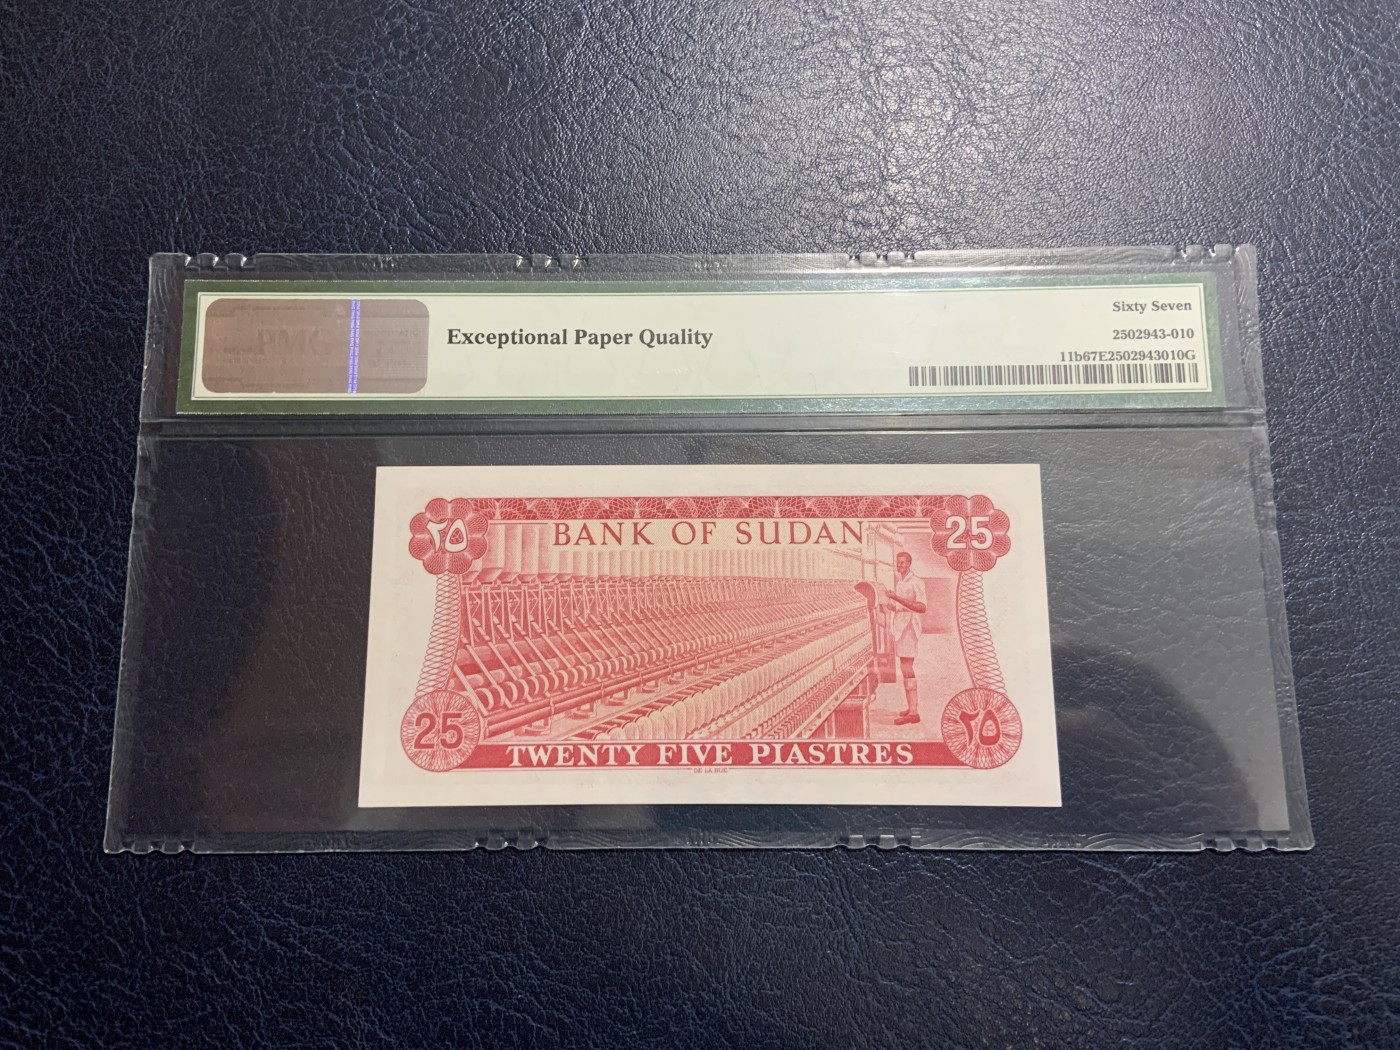 PMG
Exceptional Paper Quality
Sixty Seven
2502943-010
11b67E2502943010G
٢٥
BANK OF SUDAN
25
25
TWENTY FIVE PIASTRES
٢٥
DE LA RUE